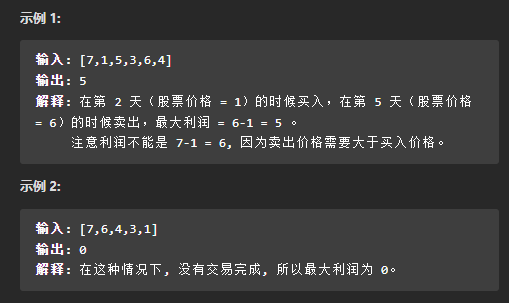 示例 1:
输入: [7,1,5,3,6,4]
输出: 5
解释: 在第 2 天（股票价格 = 1）的时候买入，在第 5 天（股票价格
= 6）的时候卖出，最大利润 = 6-1 = 5 。
注意利润不能是 7-1 = 6, 因为卖出价格需要大于买入价格。
示例 2:
输入: [7,6,4,3,1]
输出: 0
解释: 在这种情况下, 没有交易完成, 所以最大利润为 0。